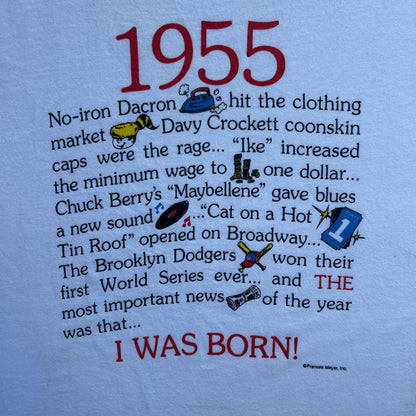 1955
No-iron Dacron hit the clothing
market Davy Crockett coonskin
caps were the rage... "Ike" increased
the minimum wage to one dollar...
Chuck Berry's "Maybellene" gave blues
a new sound ..."Cat on a Hot
Tin Roof" opened on Broadway... 1
The Brooklyn Dodgers won their
first World Series ever... and THE
most important news of the year
was that...
I WAS BORN!
©Frances Meyer, Inc.